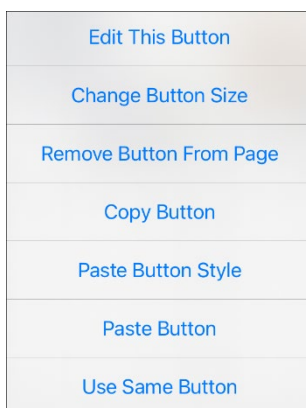 Edit This Button
Change Button Size
Remove Button From Page
Copy Button
Paste Button Style
Paste Button
Use Same Button